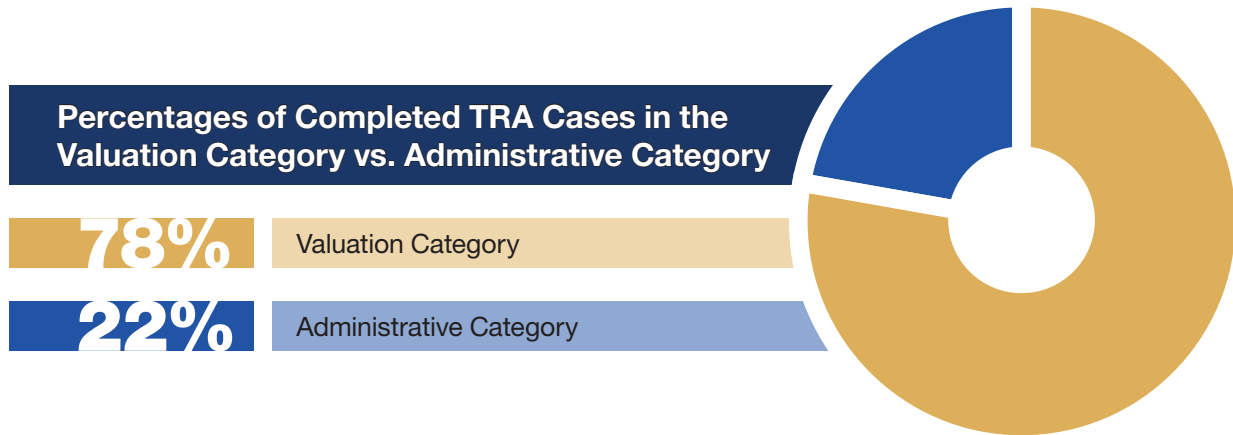 Percentages of Completed TRA Cases in the
Valuation Category vs. Administrative Category
78%
Valuation Category
22%
Administrative Category